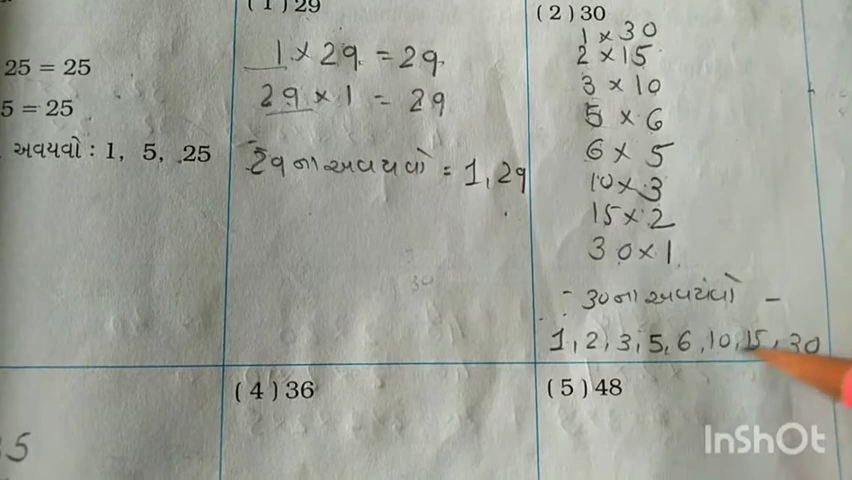 25 = 25
5 = 25
અવયવો : 1, 5, 25
(1) 29
1 × 29 = 29
29 × 1 = 29
29 ના અવયવો = 1, 29
(2) 30
1 × 30
2 × 15
3 × 10
5 × 6
6 × 5
10 × 3
15 × 2
30 × 1
30 ના અવયવો -
1, 2, 3, 5, 6, 10, 15, 30
(4) 36
(5) 48
InShOt